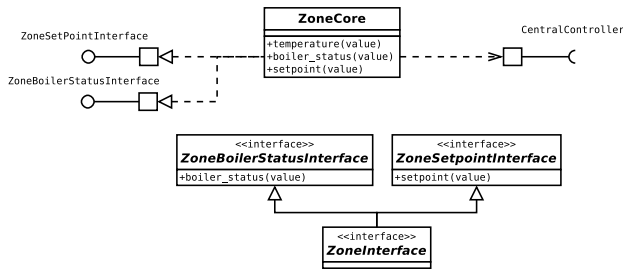 ZoneCore
ZoneSetPointInterface
CentralController
+temperature(value)
+boiler_status(value)
+setpoint(value)
ZoneBoilerStatusInterface
<<interface>>
ZoneBoilerStatusInterface
+boiler_status(value)
<<interface>>
ZoneSetpointInterface
+setpoint(value)
<<interface>>
ZoneInterface